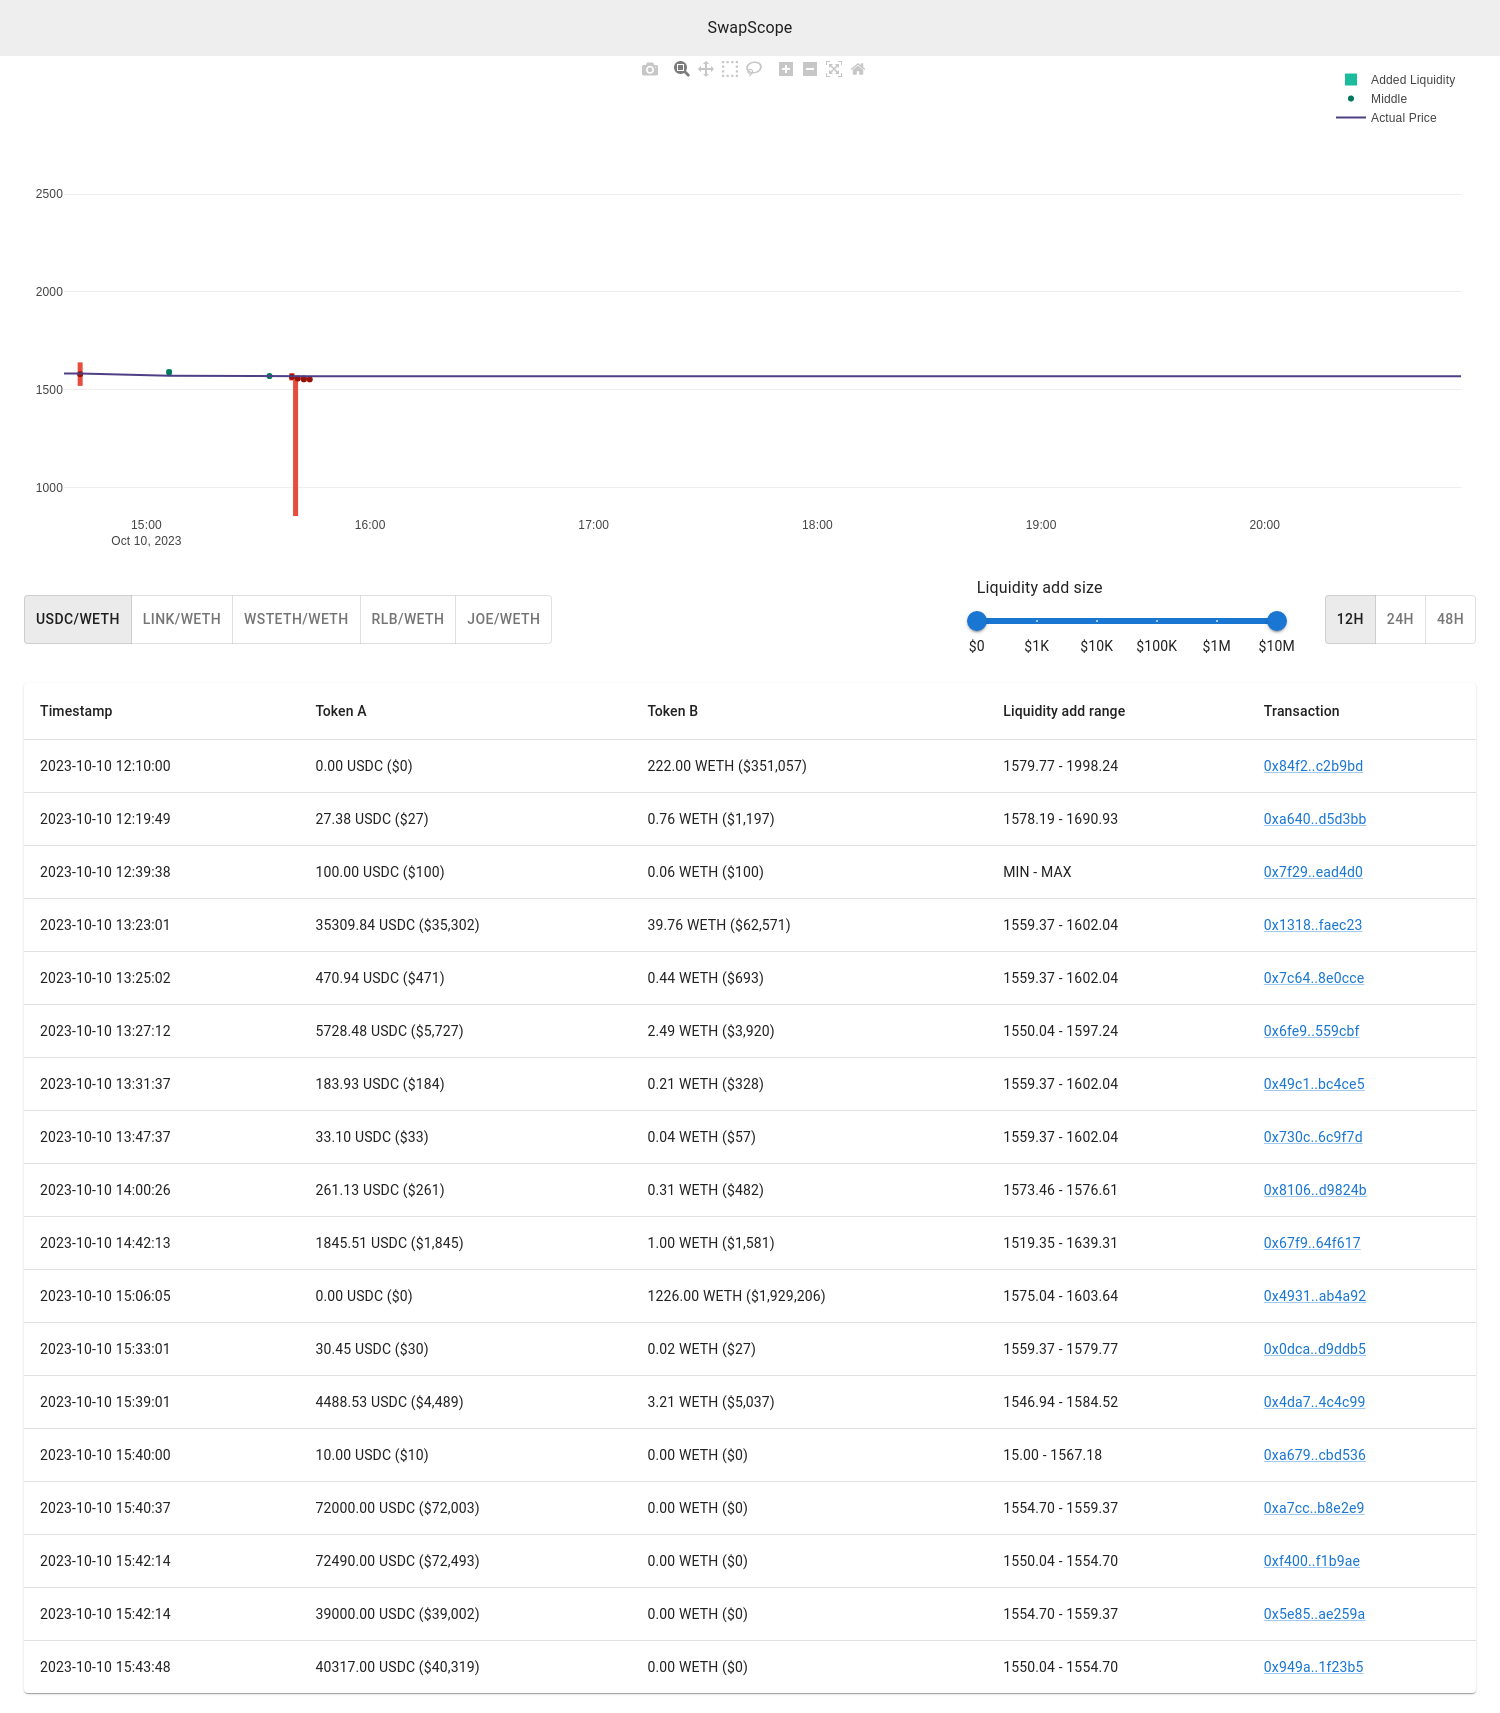 SwapScope
Added Liquidity
Middle
Actual Price
2500
2000
1500
1000
15:00 16:00 17:00 18:00 19:00 20:00
Oct 10, 2023
Liquidity add size
USDC/WETH LINK/WETH WSTETH/WETH RLB/WETH JOE/WETH 12H 24H 48H
$0 $1K $10K $100K $1M $10M
Timestamp Token A Token B Liquidity add range Transaction
2023-10-10 12:10:00 0.00 USDC ($0) 222.00 WETH ($351,057) 1579.77 - 1998.24 0x84f2..c2b9bd
2023-10-10 12:19:49 27.38 USDC ($27) 0.76 WETH ($1,197) 1578.19 - 1690.93 0xa640..d5d3bb
2023-10-10 12:39:38 100.00 USDC ($100) 0.06 WETH ($100) MIN - MAX 0x7f29..ead4d0
2023-10-10 13:23:01 35309.84 USDC ($35,302) 39.76 WETH ($62,571) 1559.37 - 1602.04 0x1318..faec23
2023-10-10 13:25:02 470.94 USDC ($471) 0.44 WETH ($693) 1559.37 - 1602.04 0x7c64..8e0cce
2023-10-10 13:27:12 5728.48 USDC ($5,727) 2.49 WETH ($3,920) 1550.04 - 1597.24 0x6fe9..559cbf
2023-10-10 13:31:37 183.93 USDC ($184) 0.21 WETH ($328) 1559.37 - 1602.04 0x49c1..bc4ce5
2023-10-10 13:47:37 33.10 USDC ($33) 0.04 WETH ($57) 1559.37 - 1602.04 0x730c..6c9f7d
2023-10-10 14:00:26 261.13 USDC ($261) 0.31 WETH ($482) 1573.46 - 1576.61 0x8106..d9824b
2023-10-10 14:42:13 1845.51 USDC ($1,845) 1.00 WETH ($1,581) 1519.35 - 1639.31 0x67f9..64f617
2023-10-10 15:06:05 0.00 USDC ($0) 1226.00 WETH ($1,929,206) 1575.04 - 1603.64 0x4931..ab4a92
2023-10-10 15:33:01 30.45 USDC ($30) 0.02 WETH ($27) 1559.37 - 1579.77 0x0dca..d9ddb5
2023-10-10 15:39:01 4488.53 USDC ($4,489) 3.21 WETH ($5,037) 1546.94 - 1584.52 0x4da7..4c4c99
2023-10-10 15:40:00 10.00 USDC ($10) 0.00 WETH ($0) 15.00 - 1567.18 0xa679..cbd536
2023-10-10 15:40:37 72000.00 USDC ($72,003) 0.00 WETH ($0) 1554.70 - 1559.37 0xa7cc..b8e2e9
2023-10-10 15:42:14 72490.00 USDC ($72,493) 0.00 WETH ($0) 1550.04 - 1554.70 0xf400..f1b9ae
2023-10-10 15:42:14 39000.00 USDC ($39,002) 0.00 WETH ($0) 1554.70 - 1559.37 0x5e85..ae259a
2023-10-10 15:43:48 40317.00 USDC ($40,319) 0.00 WETH ($0) 1550.04 - 1554.70 0x949a..1f23b5